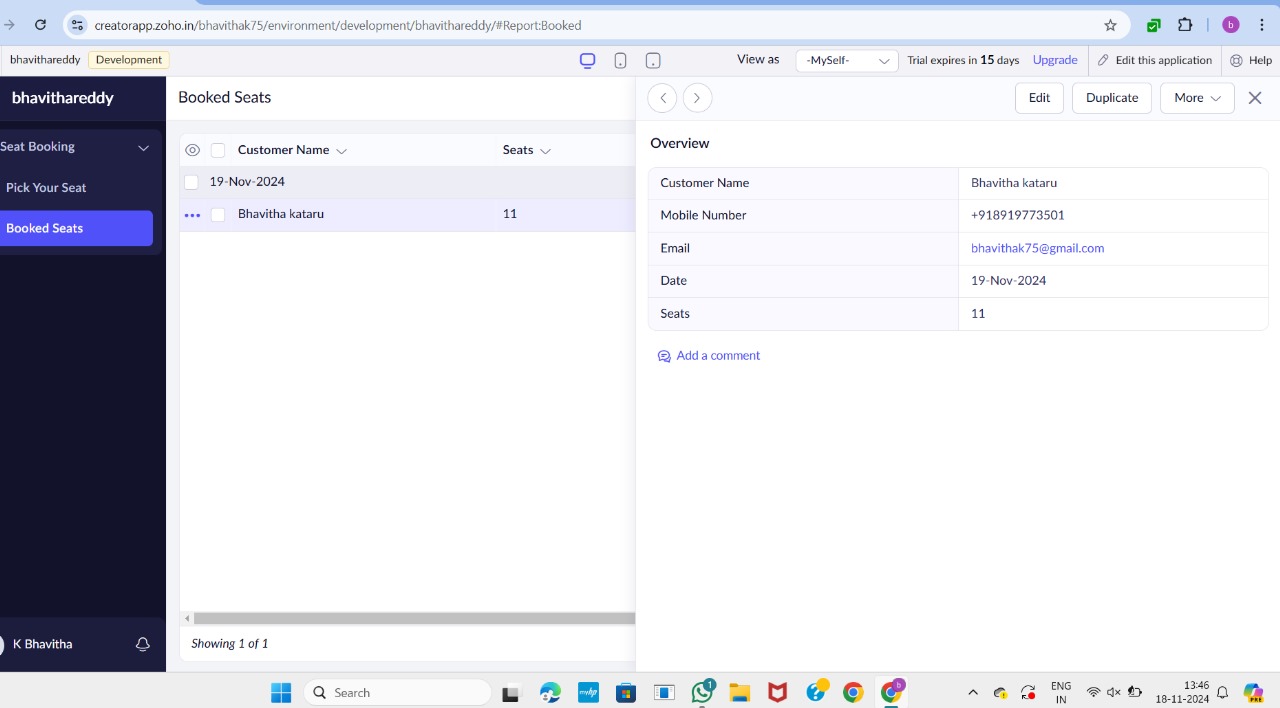 creatorapp.zoho.in/bhavithak75/environment/development/bhavithareddy/#Report:Booked
b
bhavithareddy Development View as -MySelf- Trial expires in 15 days Upgrade Edit this application Help
bhavithareddy
Seat Booking
Pick Your Seat
Booked Seats
K Bhavitha
Booked Seats
Customer Name Seats
19-Nov-2024
Bhavitha kataru 11
Showing 1 of 1
Edit Duplicate More
Overview
Customer Name Bhavitha kataru
Mobile Number +918919773501
Email bhavithak75@gmail.com
Date 19-Nov-2024
Seats 11
Add a comment
Search
myhp
1
b
ENG
IN
13:46
18-11-2024
PRE